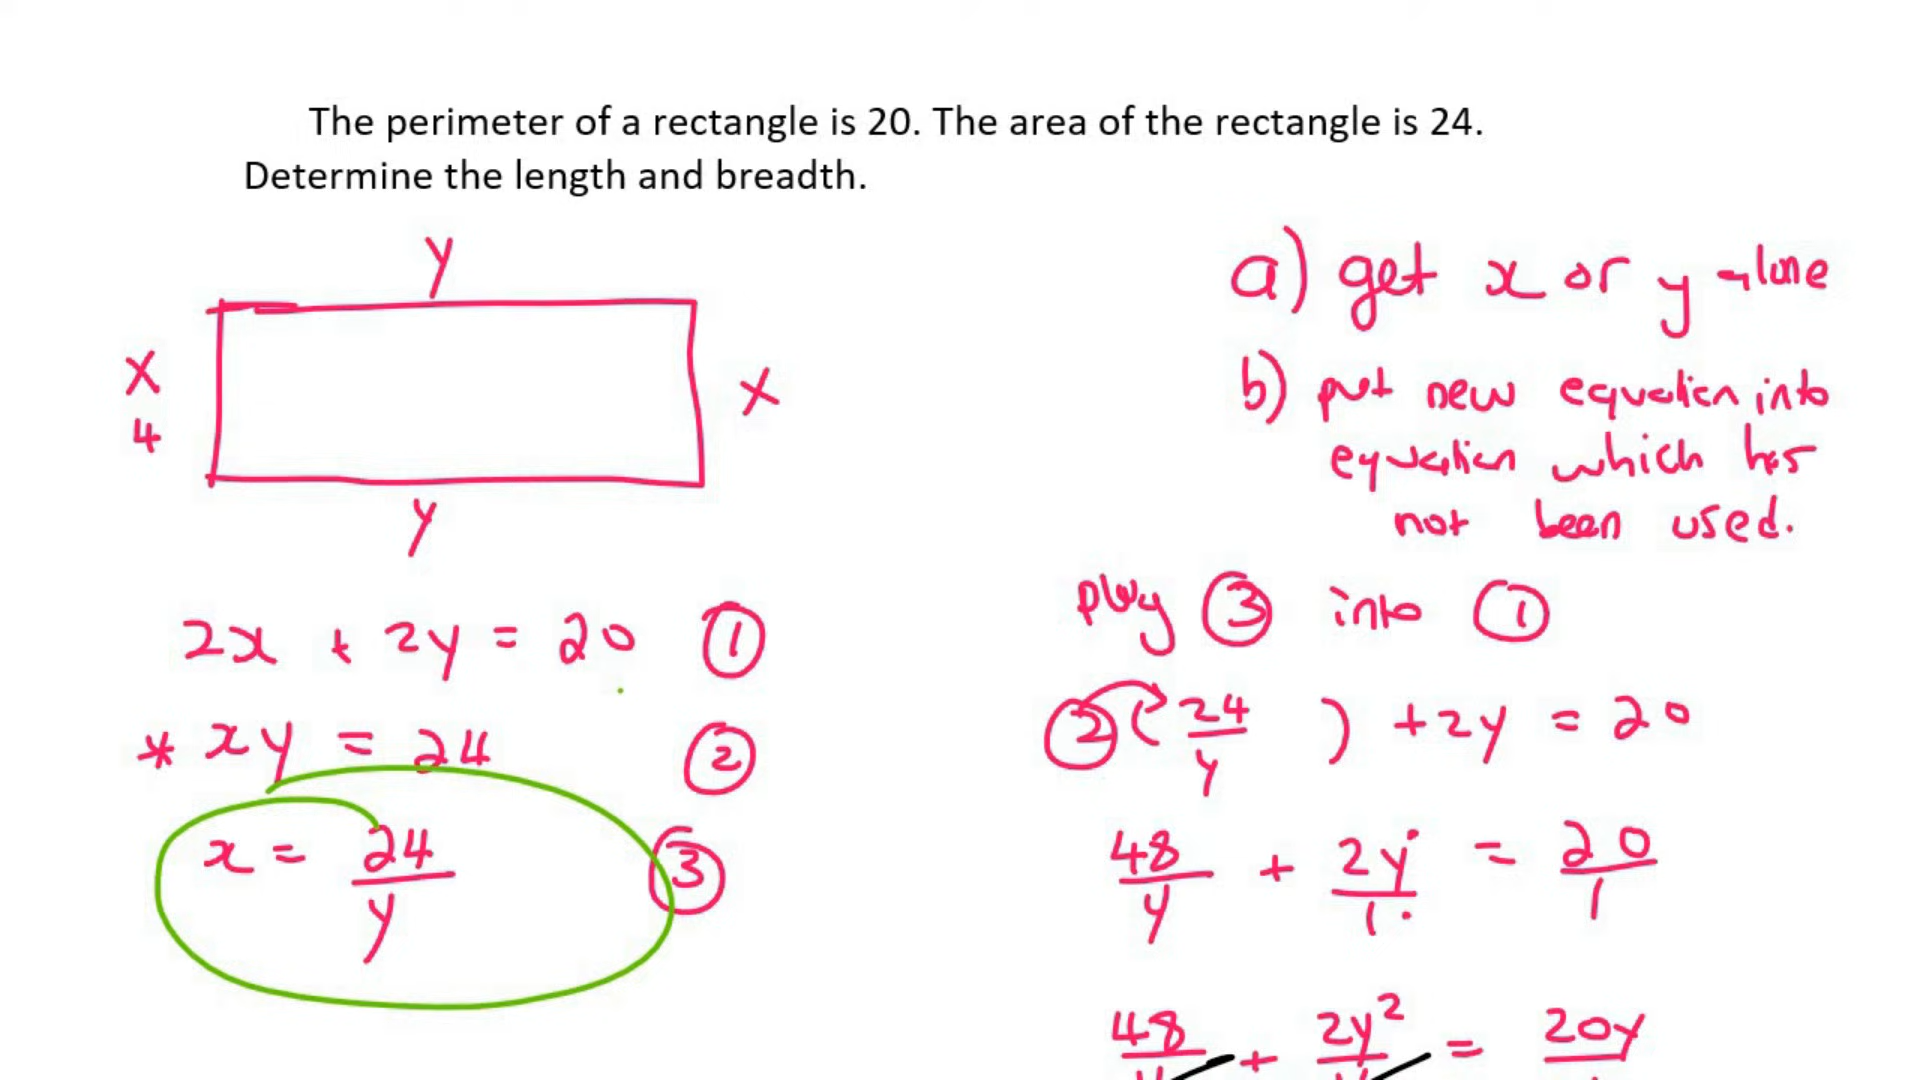 The perimeter of a rectangle is 20. The area of the rectangle is 24.
Determine the length and breadth.
y
x
4
x
y
2x + 2y = 20 ①
* xy = 24 ②
x = 24/y ③
a) get x or y alone
b) put new equation into
equation which has
not been used.
plug ③ into ①
②(24/y) + 2y = 20
48/y + 2y/1 = 20/1
48 + 2y² = 20y